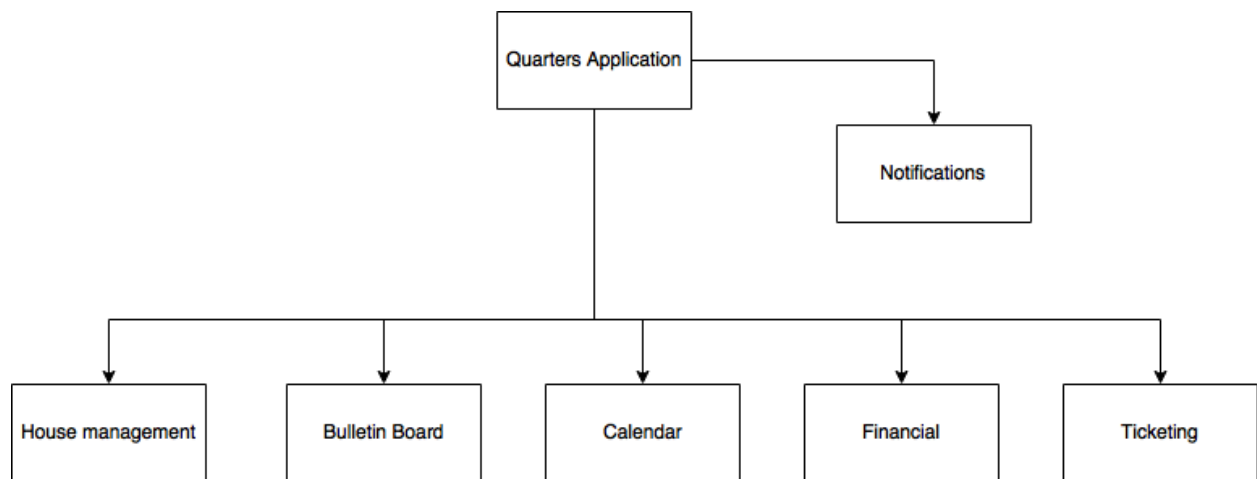 Quarters Application
Notifications
House management
Bulletin Board
Calendar
Financial
Ticketing